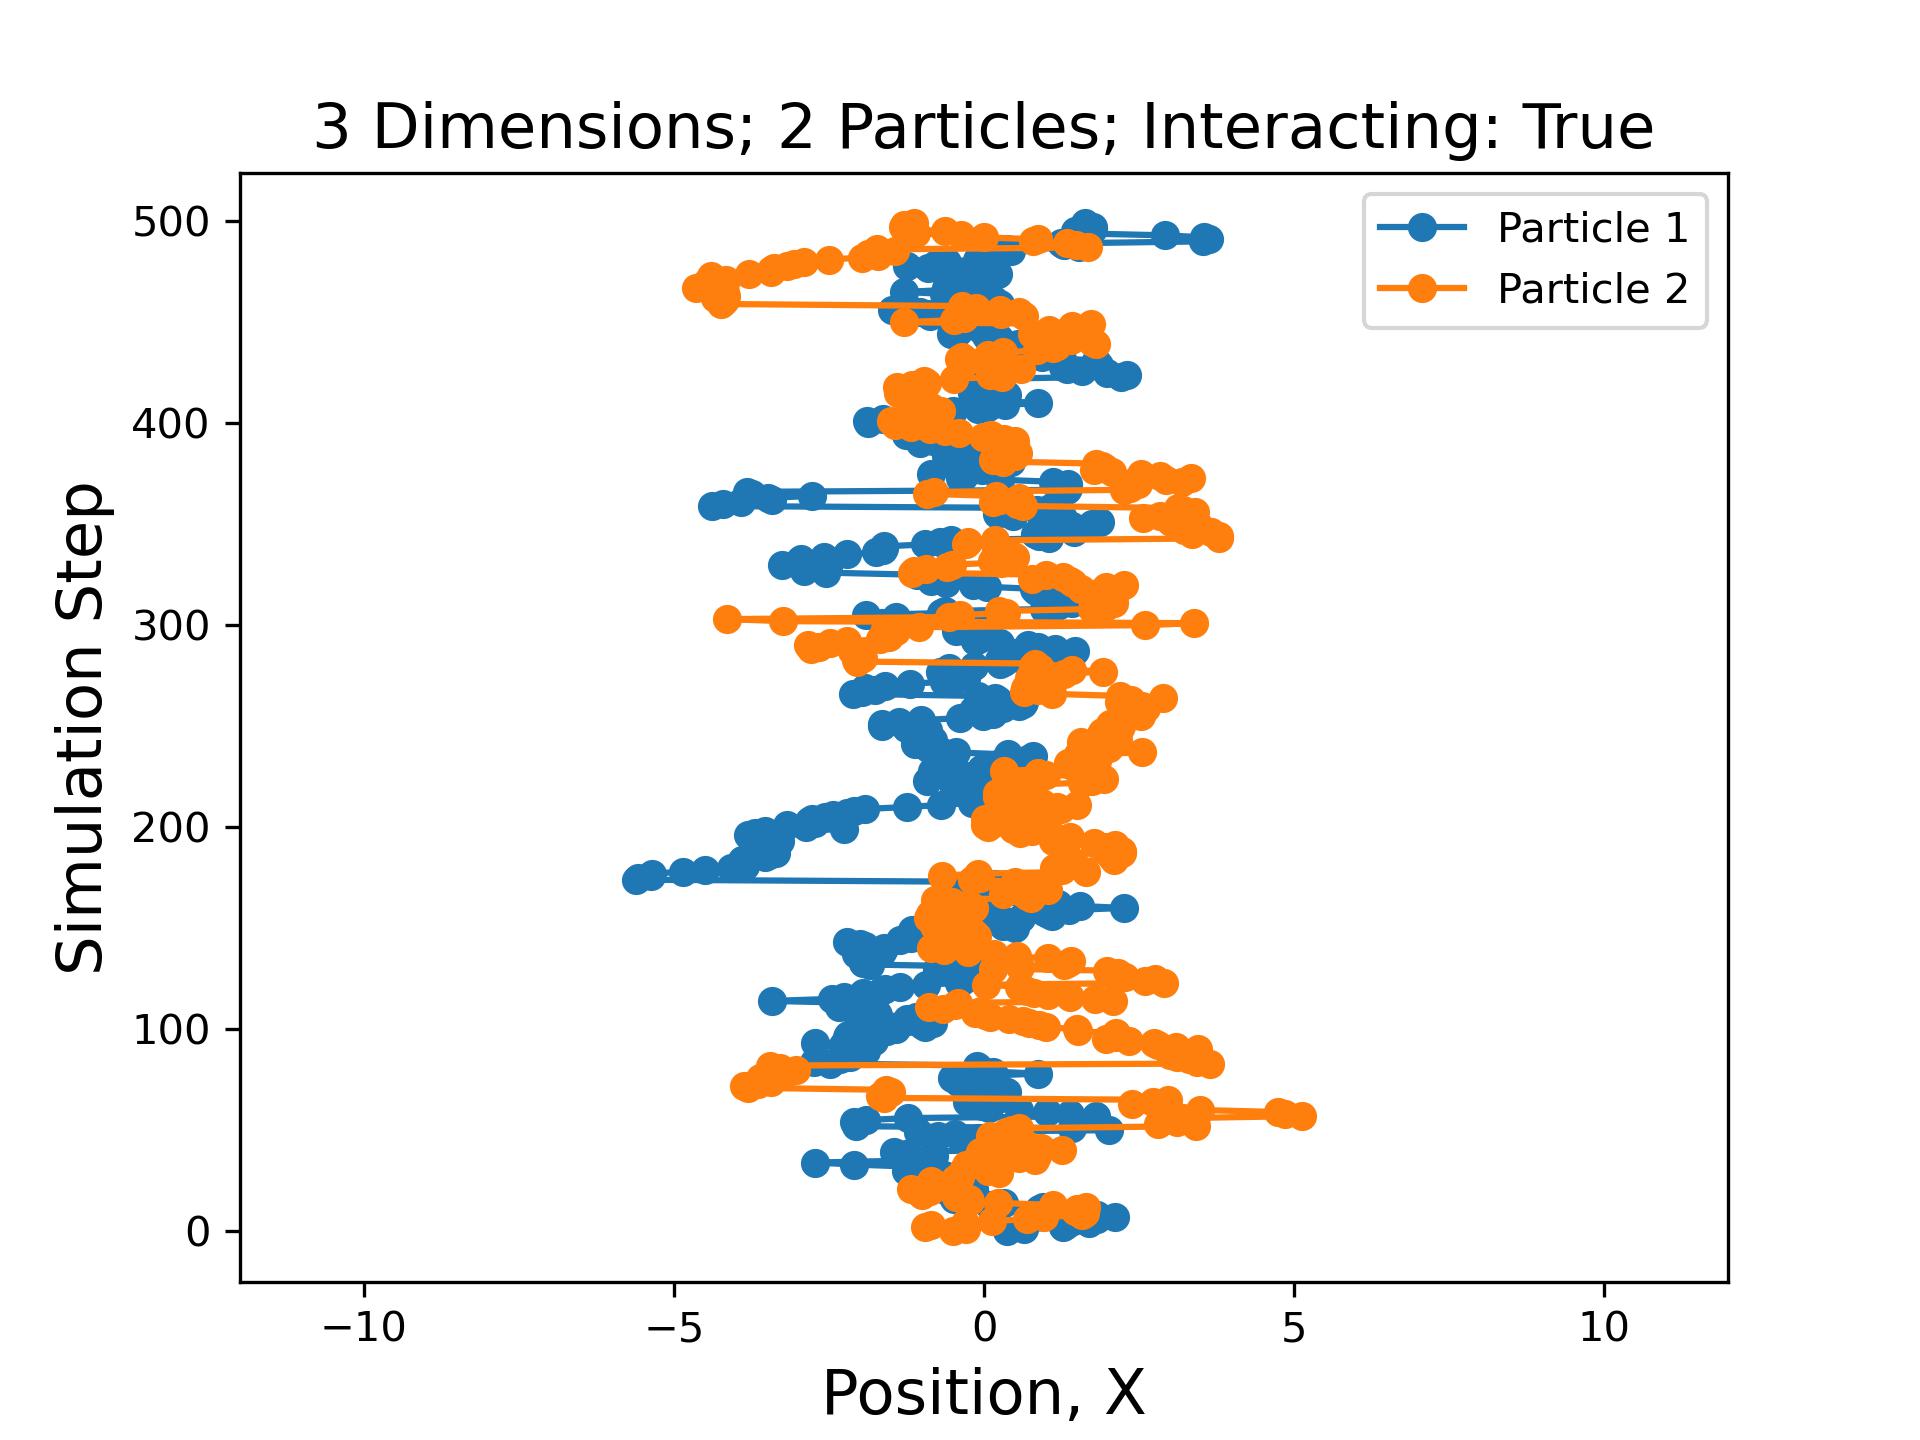 3 Dimensions; 2 Particles; Interacting: True
Particle 1
Particle 2
500
400
300
200
100
0
Simulation Step
−10
−5
0
5
10
Position, X